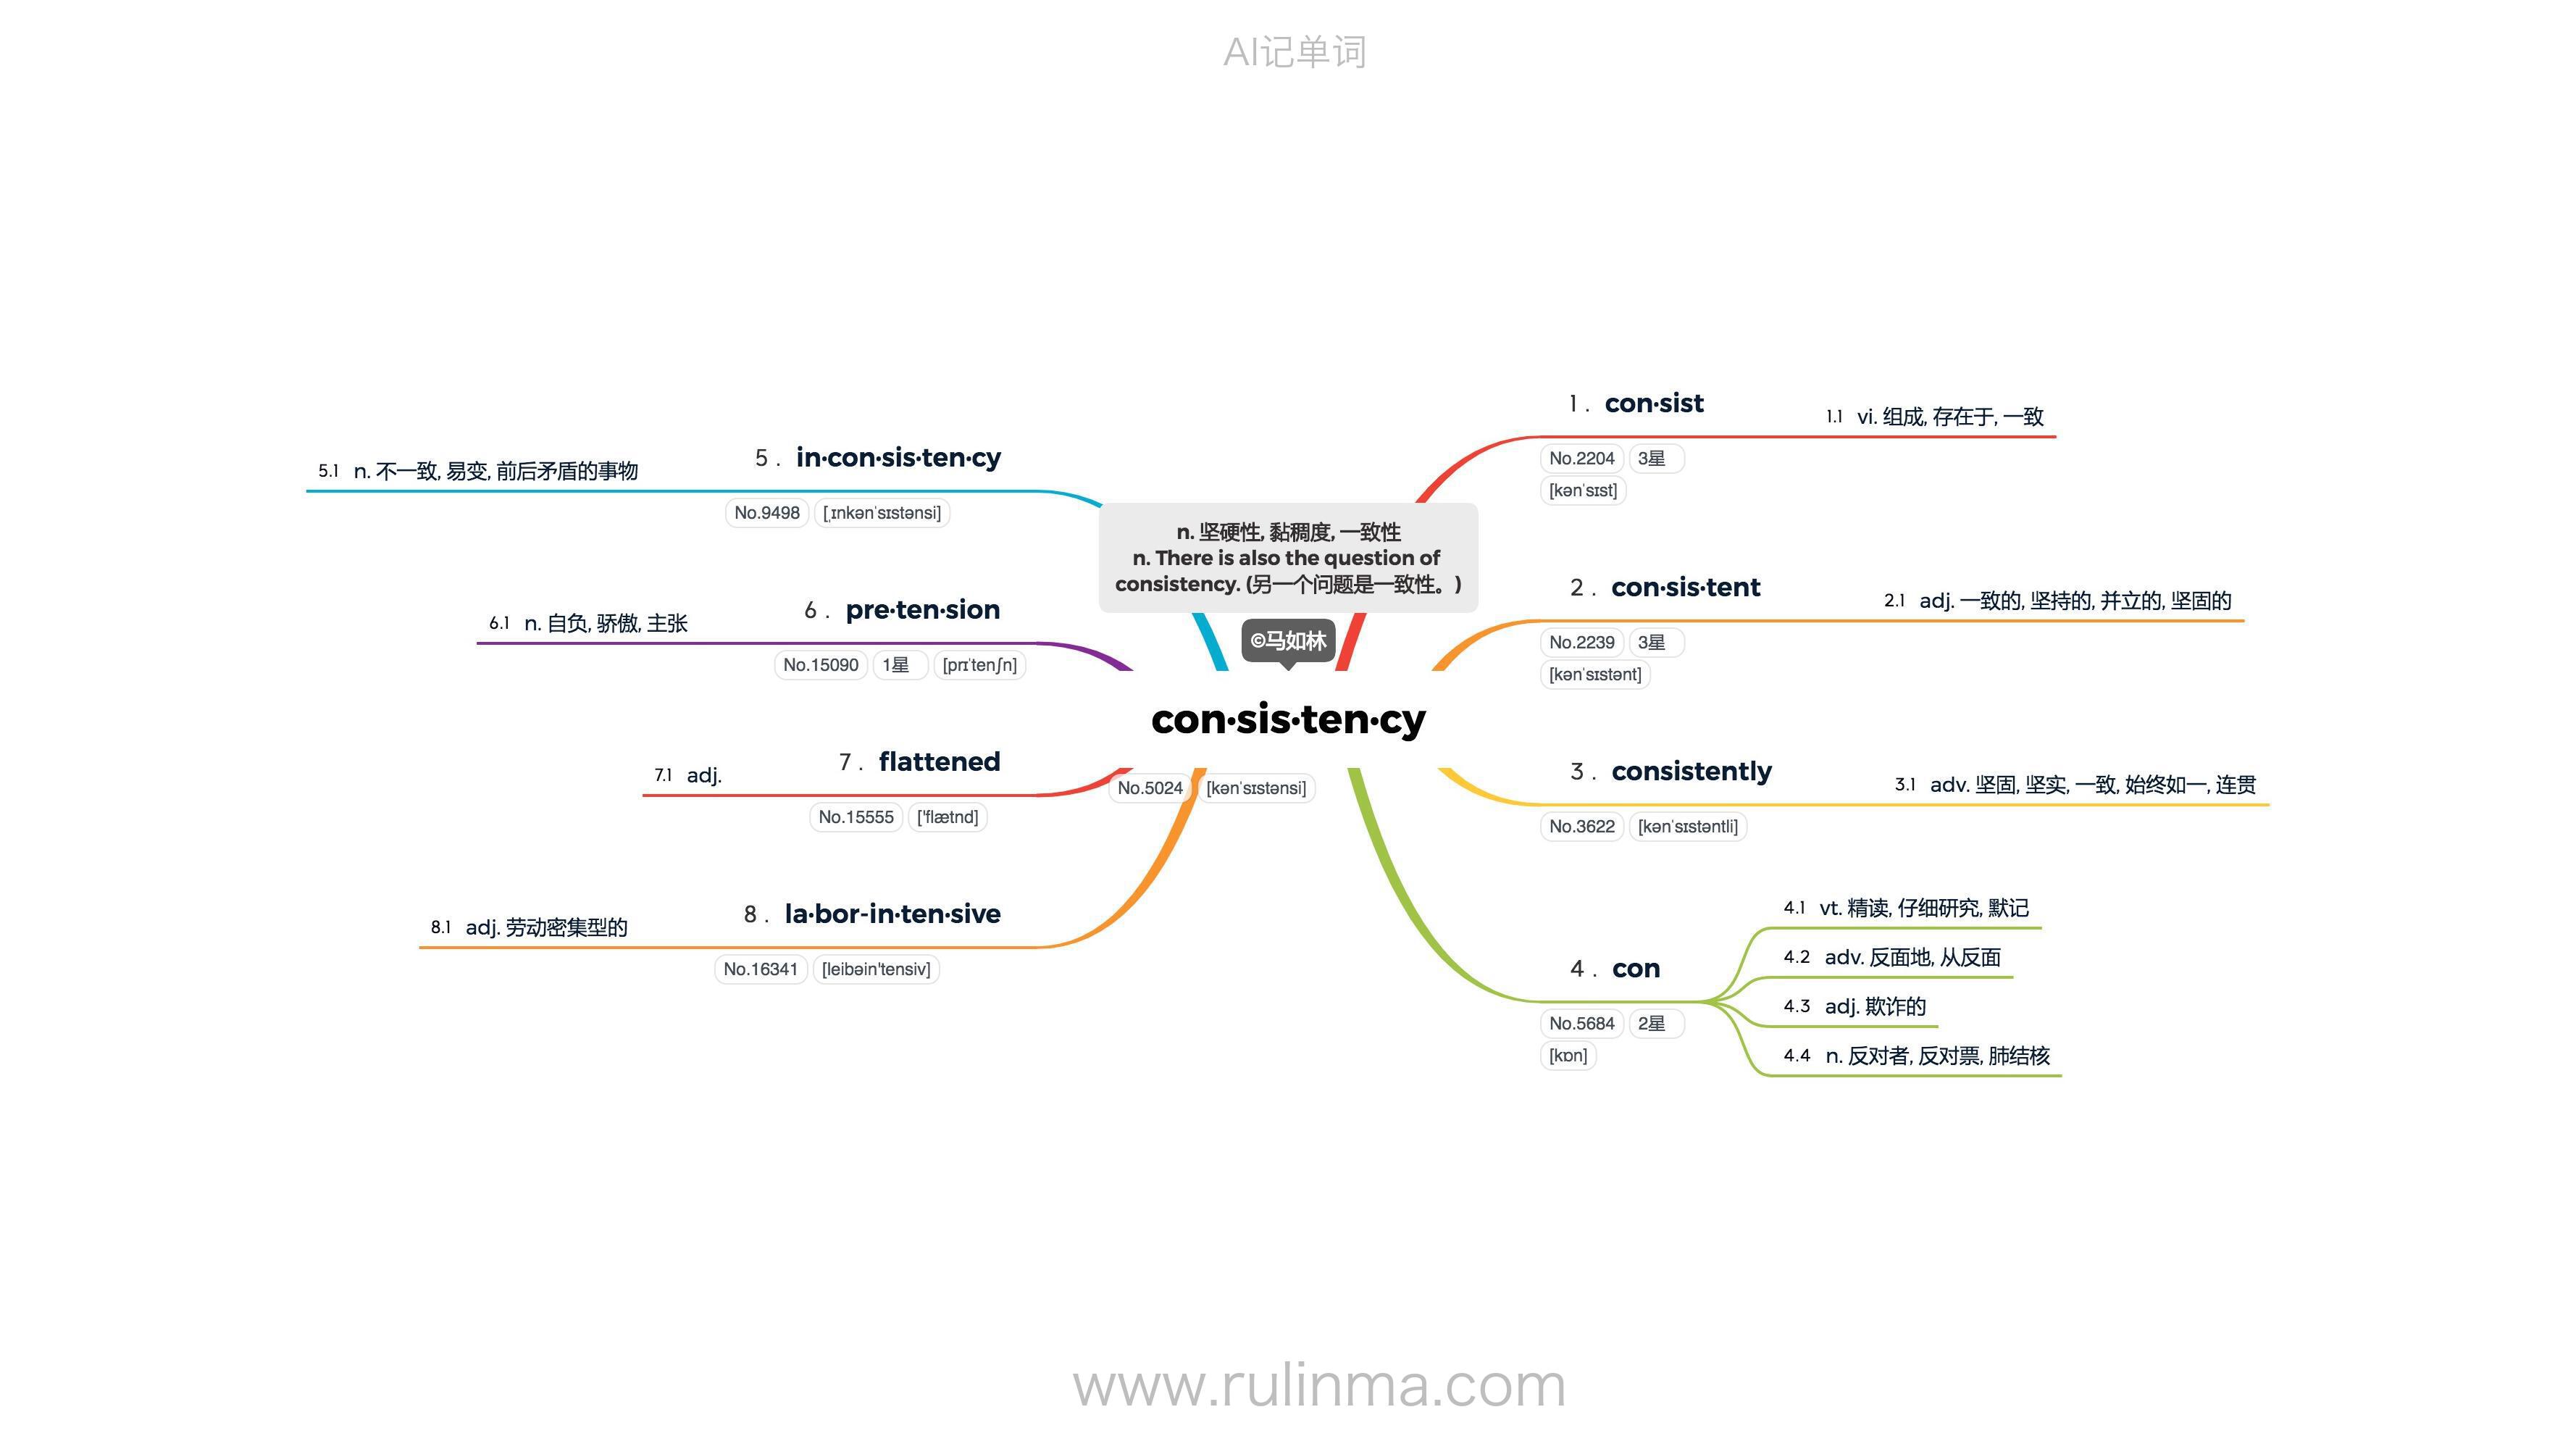 AI记单词
n. 坚硬性, 黏稠度, 一致性
n. There is also the question of
consistency. (另一个问题是一致性。)
©马如林
con·sis·ten·cy
No.5024 [kənˈsɪstənsi]
1. con·sist
No.2204 3星
[kənˈsɪst]
1.1 vi. 组成, 存在于, 一致
2. con·sis·tent
No.2239 3星
[kənˈsɪstənt]
2.1 adj. 一致的, 坚持的, 并立的, 坚固的
3. consistently
No.3622 [kənˈsɪstəntli]
3.1 adv. 坚固, 坚实, 一致, 始终如一, 连贯
4. con
No.5684 2星
[kɒn]
4.1 vt. 精读, 仔细研究, 默记
4.2 adv. 反面地, 从反面
4.3 adj. 欺诈的
4.4 n. 反对者, 反对票, 肺结核
5. in·con·sis·ten·cy
No.9498 [ˌɪnkənˈsɪstənsi]
5.1 n. 不一致, 易变, 前后矛盾的事物
6. pre·ten·sion
No.15090 1星 [prɪˈtenʃn]
6.1 n. 自负, 骄傲, 主张
7. flattened
No.15555 ['flætnd]
7.1 adj.
8. la·bor-in·ten·sive
No.16341 [leibəin'tensiv]
8.1 adj. 劳动密集型的
www.rulinma.com